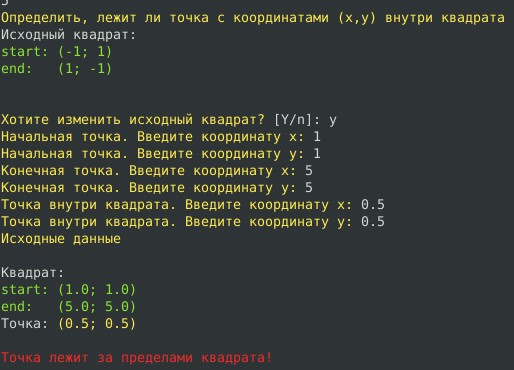 Определить, лежит ли точка с координатами (x,y) внутри квадрата
Исходный квадрат:
start: (-1; 1)
end:   (1; -1)
Хотите изменить исходный квадрат? [Y/n]: y
Начальная точка. Введите координату x: 1
Начальная точка. Введите координату y: 1
Конечная точка. Введите координату x: 5
Конечная точка. Введите координату y: 5
Точка внутри квадрата. Введите координату x: 0.5
Точка внутри квадрата. Введите координату y: 0.5
Исходные данные
Квадрат:
start: (1.0; 1.0)
end:   (5.0; 5.0)
Точка: (0.5; 0.5)
Точка лежит за пределами квадрата!